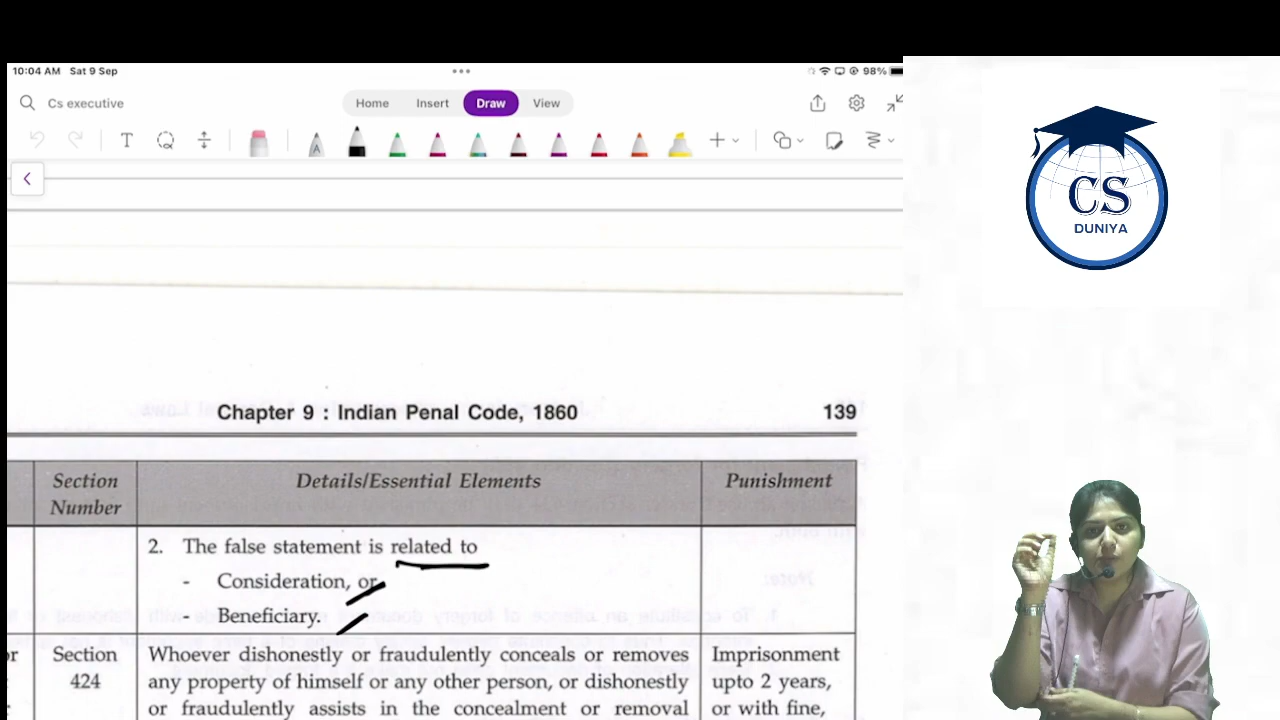 10:04 AM Sat 9 Sep
98%
Cs executive
Home Insert Draw View
T
A
CS
DUNIYA
Chapter 9 : Indian Penal Code, 1860 139
Section Number
Details/Essential Elements
Punishment
2. The false statement is related to
- Consideration, or
- Beneficiary.
Section
424
Whoever dishonestly or fraudulently conceals or removes
any property of himself or any other person, or dishonestly
or fraudulently assists in the concealment or removal
Imprisonment
upto 2 years,
or with fine,